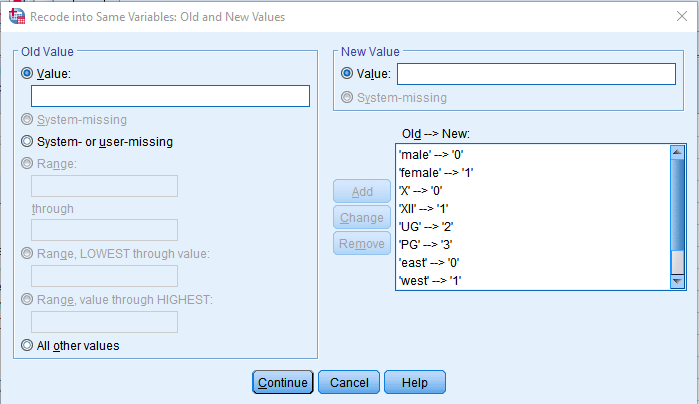 Recode into Same Variables: Old and New Values
Old Value
Value:
System-missing
System- or user-missing
Range:
through
Range, LOWEST through value:
Range, value through HIGHEST:
All other values
New Value
Value:
System-missing
Old --> New:
Add
Change
Remove
'male' --> '0'
'female' --> '1'
'X' --> '0'
'XII' --> '1'
'UG' --> '2'
'PG' --> '3'
'east' --> '0'
'west' --> '1'
Continue Cancel Help